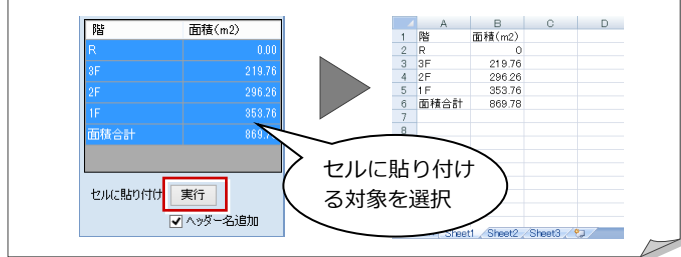 階 面積(m2)
R 0.00
3F 219.76
2F 296.26
1F 353.76
面積合計
セルに貼り付け 実行
ヘッダー名追加
セルに貼り付け
る対象を選択
A B C D
1 階 面積(m2)
2 R 0
3 3F 219.76
4 2F 296.26
5 1F 353.76
6 面積合計 869.78
7
8
Sheet1 Sheet2 Sheet3